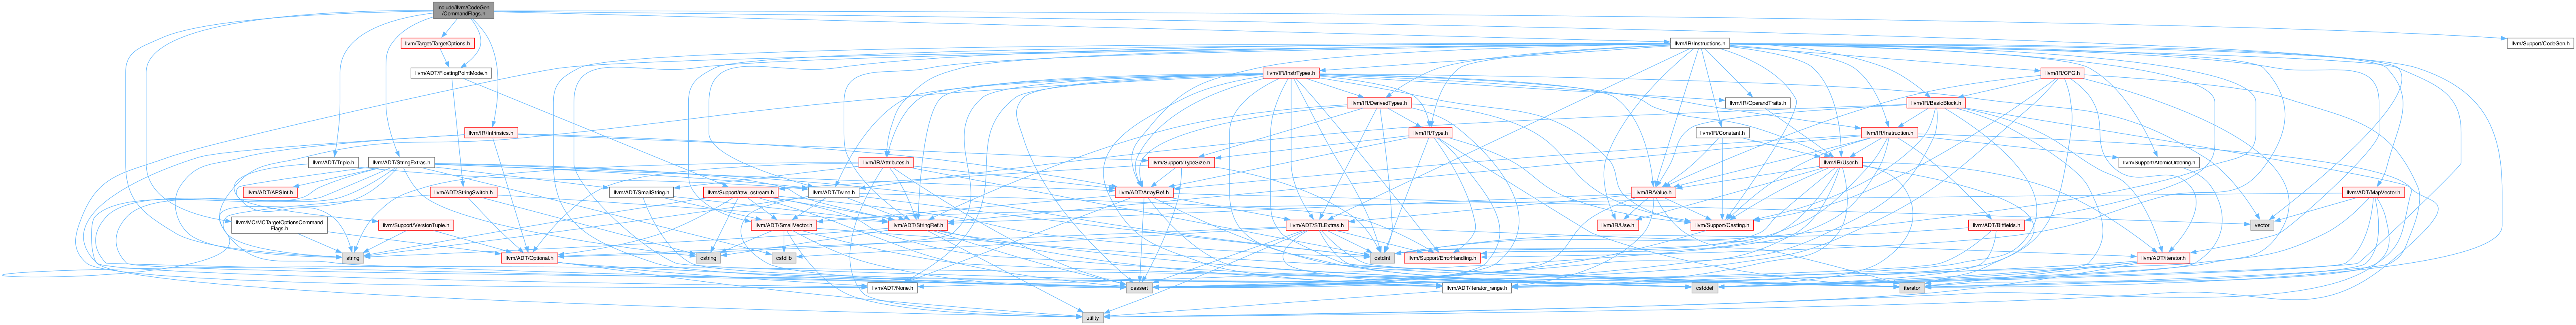 include/llvm/CodeGen
/CommandFlags.h
llvm/Target/TargetOptions.h
llvm/IR/Instructions.h
llvm/Support/CodeGen.h
llvm/ADT/FloatingPointMode.h
llvm/IR/InstrTypes.h
llvm/IR/CFG.h
llvm/IR/DerivedTypes.h
llvm/IR/OperandTraits.h
llvm/IR/BasicBlock.h
llvm/IR/Intrinsics.h
llvm/IR/Type.h
llvm/IR/Constant.h
llvm/IR/Instruction.h
llvm/ADT/Triple.h
llvm/ADT/StringExtras.h
llvm/IR/Attributes.h
llvm/Support/TypeSize.h
llvm/IR/User.h
llvm/Support/AtomicOrdering.h
llvm/ADT/APSInt.h
llvm/ADT/StringSwitch.h
llvm/ADT/SmallString.h
llvm/Support/raw_ostream.h
llvm/ADT/Twine.h
llvm/ADT/ArrayRef.h
llvm/IR/Value.h
llvm/ADT/MapVector.h
llvm/MC/MCTargetOptionsCommand
Flags.h
llvm/Support/VersionTuple.h
llvm/ADT/SmallVector.h
llvm/ADT/StringRef.h
llvm/ADT/STLExtras.h
llvm/IR/Use.h
llvm/Support/Casting.h
llvm/ADT/Bitfields.h
vector
string
llvm/ADT/Optional.h
cstring
cstdlib
cstdint
llvm/Support/ErrorHandling.h
llvm/ADT/iterator.h
llvm/ADT/None.h
cassert
llvm/ADT/iterator_range.h
cstddef
iterator
utility